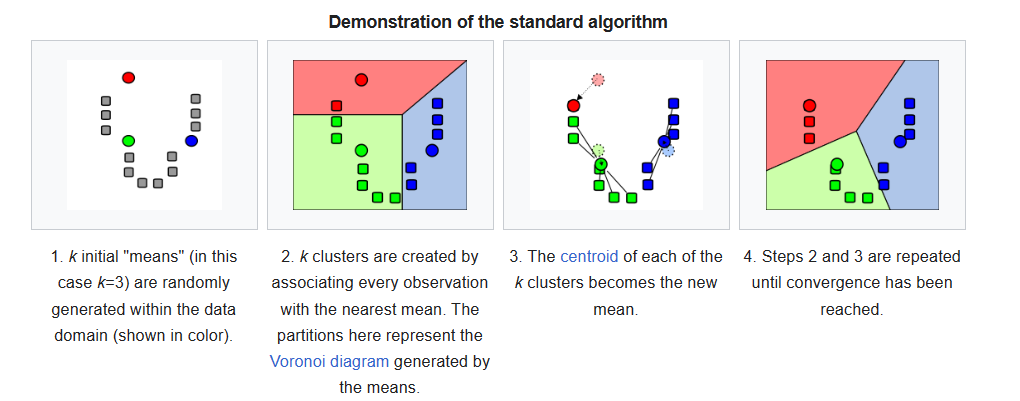 Demonstration of the standard algorithm
1. k initial "means" (in this
case k=3) are randomly
generated within the data
domain (shown in color).
2. k clusters are created by
associating every observation
with the nearest mean. The
partitions here represent the
Voronoi diagram generated by
the means.
3. The centroid of each of the
k clusters becomes the new
mean.
4. Steps 2 and 3 are repeated
until convergence has been
reached.